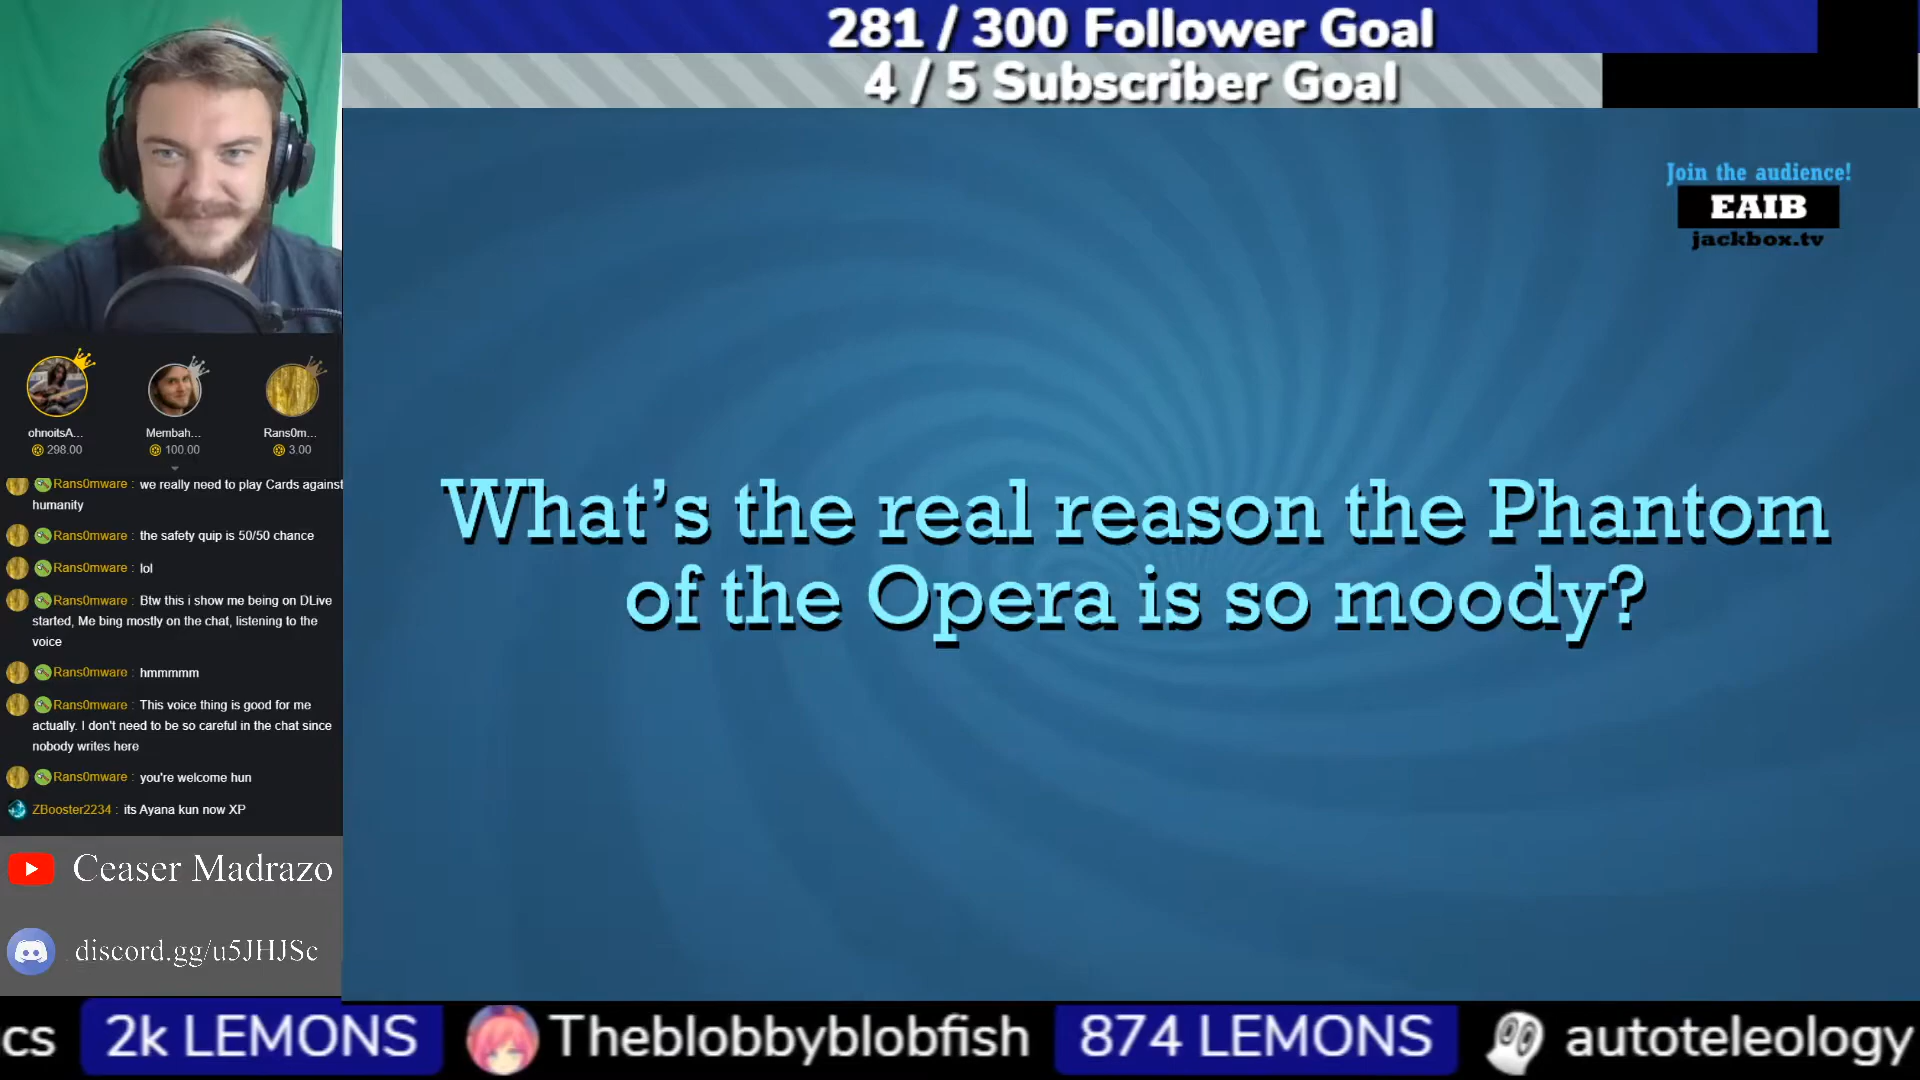 281 / 300 Follower Goal
4 / 5 Subscriber Goal
Join the audience!
EAIB
jackbox.tv
What's the real reason the Phantom
of the Opera is so moody?
ohnoitsA... Membah... Rans0m...
298.00 100.00 3.00
Rans0mware : we really need to play Cards against
humanity
Rans0mware : the safety quip is 50/50 chance
Rans0mware : lol
Rans0mware : Btw this i show me being on DLive
started, Me bing mostly on the chat, listening to the
voice
Rans0mware : hmmmmm
Rans0mware : This voice thing is good for me
actually. I don't need to be so careful in the chat since
nobody writes here
Rans0mware : you're welcome hun
ZBooster2234 : its Ayana kun now XP
Ceaser Madrazo
discord.gg/u5JHJSc
cs 2k LEMONS Theblobbyblobfish 874 LEMONS autoteleology